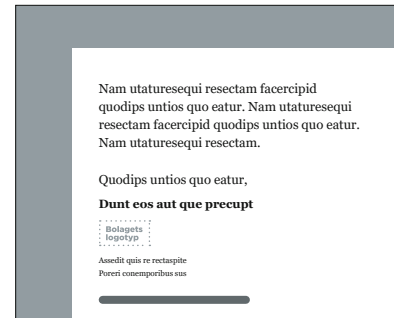 Nam utaturesequi resectam facercipid
quodips untios quo eatur. Nam utaturesequi
resectam facercipid quodips untios quo eatur.
Nam utaturesequi resectam.
Quodips untios quo eatur,
Dunt eos aut que precupt
Bolagets
logotyp
Assedit quis re rectaspite
Poreri conemporibus sus